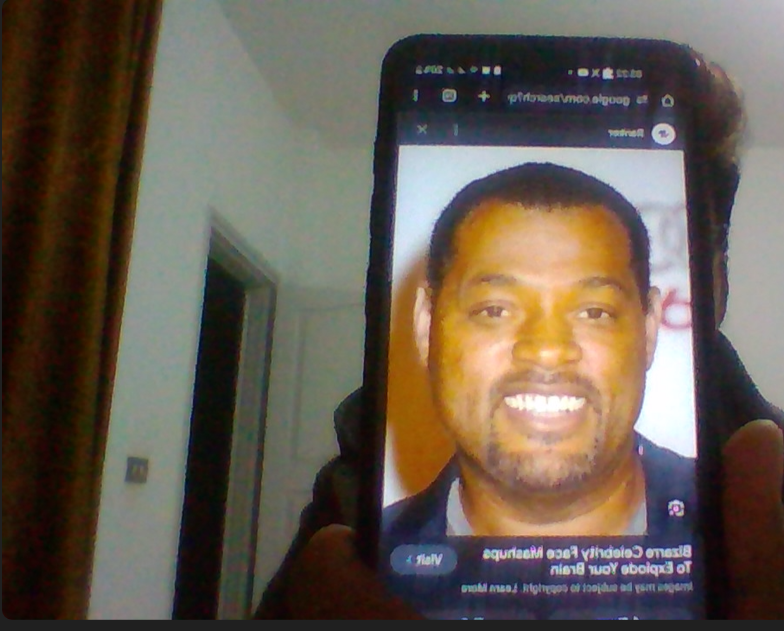 google.com/search?q
Ranker
Bizarre Celebrity Face Mashups
To Explode Your Brain
Visit
Images may be subject to copyright. Learn More